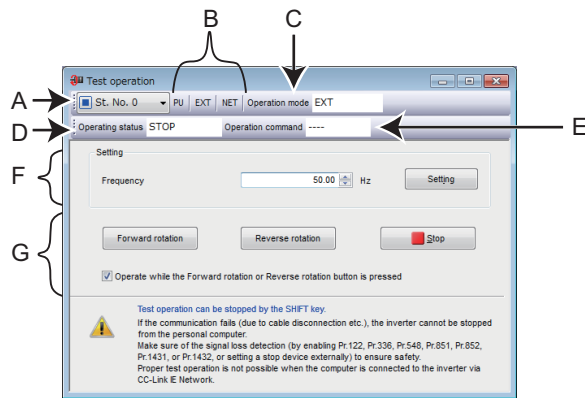 B
C
Test operation
A
St. No. 0 PU EXT NET Operation mode EXT
D
Operating status STOP Operation command ----
E
Setting
F
Frequency 50.00 Hz Setting
G
Forward rotation Reverse rotation Stop
Operate while the Forward rotation or Reverse rotation button is pressed
Test operation can be stopped by the SHIFT key.
If the communication fails (due to cable disconnection etc.), the inverter cannot be stopped
from the personal computer.
Make sure of the signal loss detection (by enabling Pr.122, Pr.336, Pr.548, Pr.851, Pr.852,
Pr.1431, or Pr.1432, or setting a stop device externally) to ensure safety.
Proper test operation is not possible when the computer is connected to the inverter via
CC-Link IE Network.